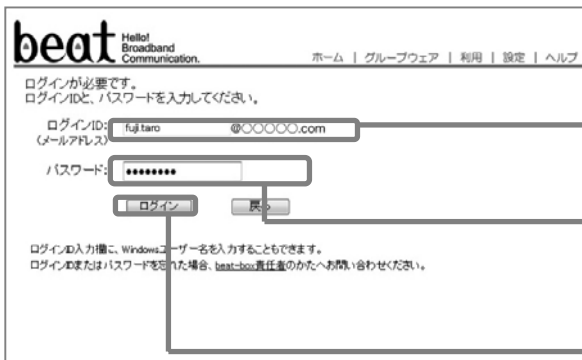 beat Hello! Broadband Communication.
ホーム | グループウェア | 利用 | 設定 | ヘルプ
ログインが必要です。
ログインIDと、パスワードを入力してください。
ログインID: fuji.taro @○○○○○.com
(メールアドレス)
パスワード: ●●●●●●●●
ログイン 戻る
ログインID入力欄に、Windowsユーザー名を入力することもできます。
ログインIDまたはパスワードを忘れた場合、beat-box責任者のかたへお問い合わせください。